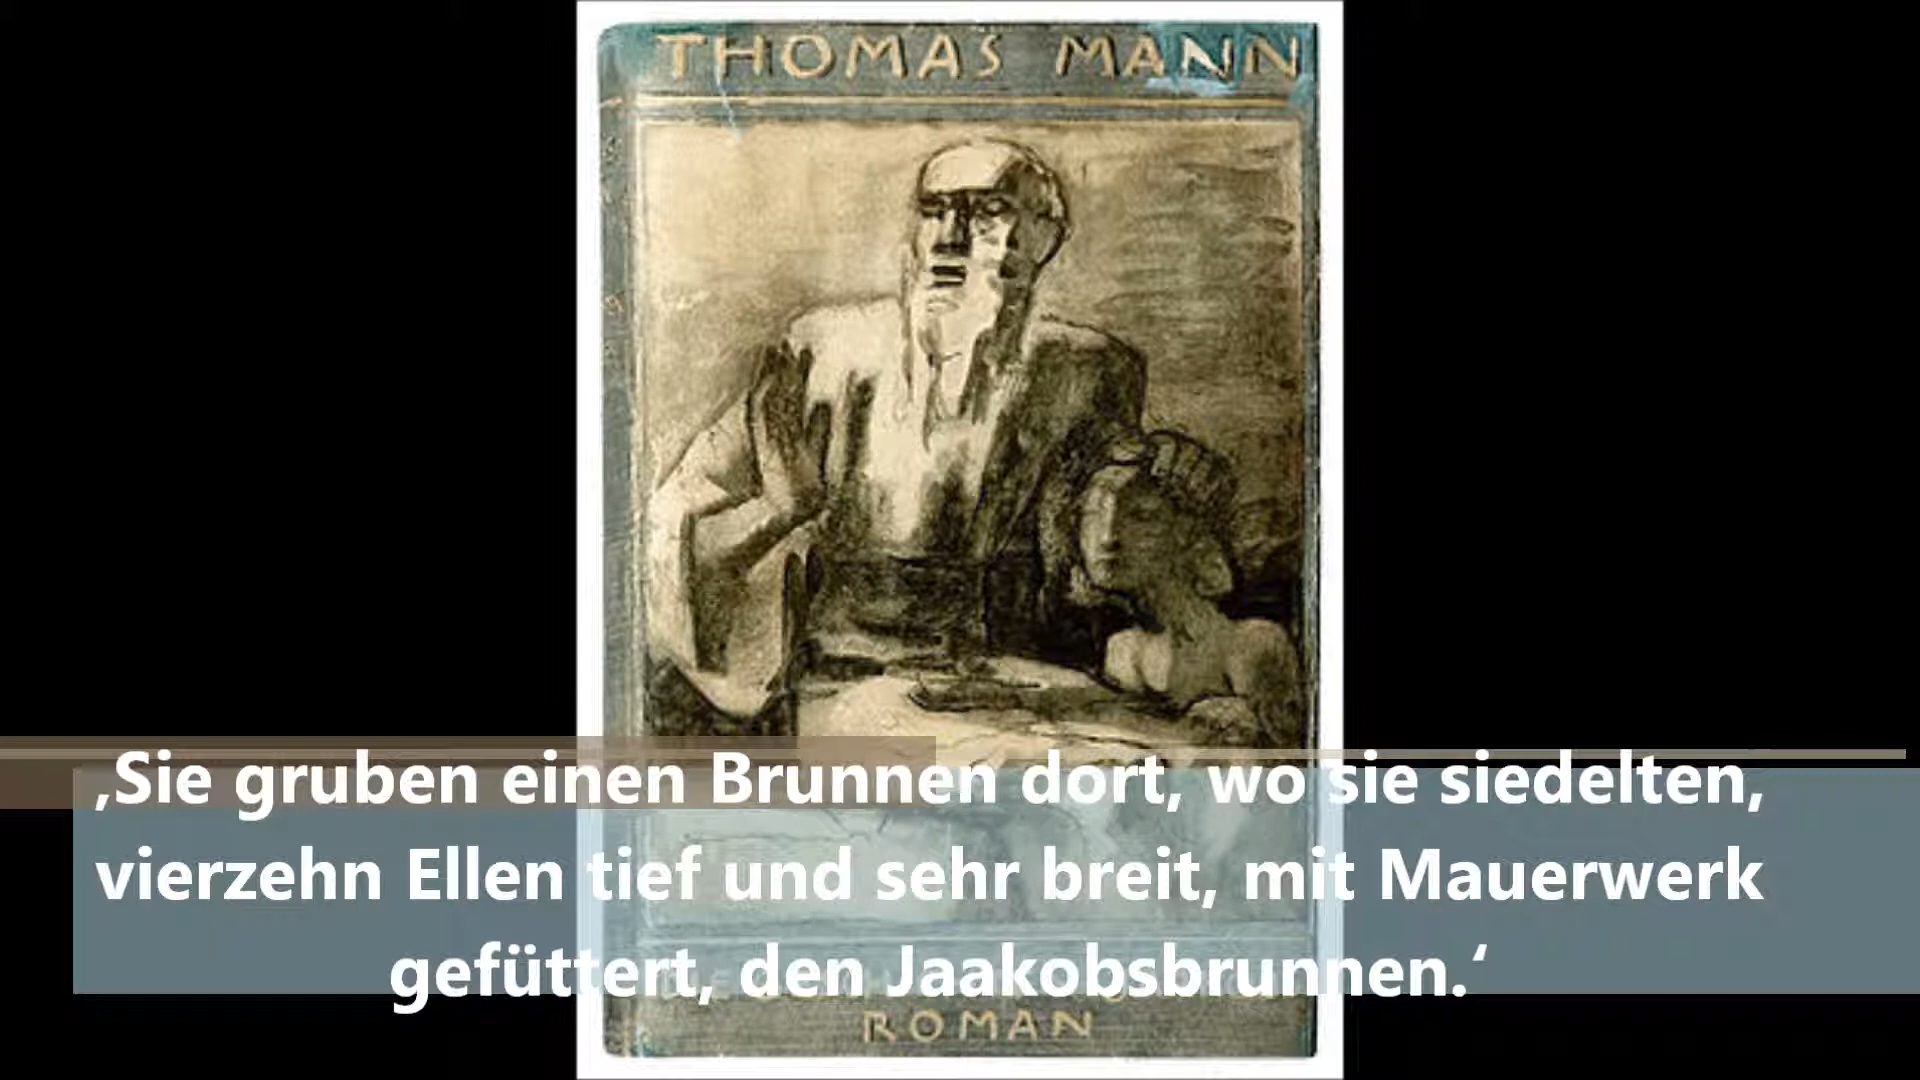 THOMAS MANN
‚Sie gruben einen Brunnen dort, wo sie siedelten,
vierzehn Ellen tief und sehr breit, mit Mauerwerk
gefüttert, den Jaakobsbrunnen.‘
ROMAN